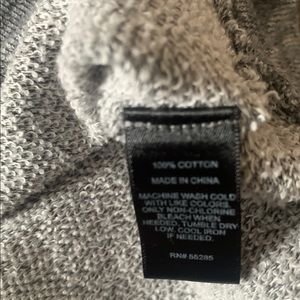 100% COTTON
MADE IN CHINA
MACHINE WASH COLD
WITH LIKE COLORS.
ONLY NON-CHLORINE
BLEACH WHEN
NEEDED. TUMBLE DRY
LOW. COOL IRON
IF NEEDED.
RN# 55285